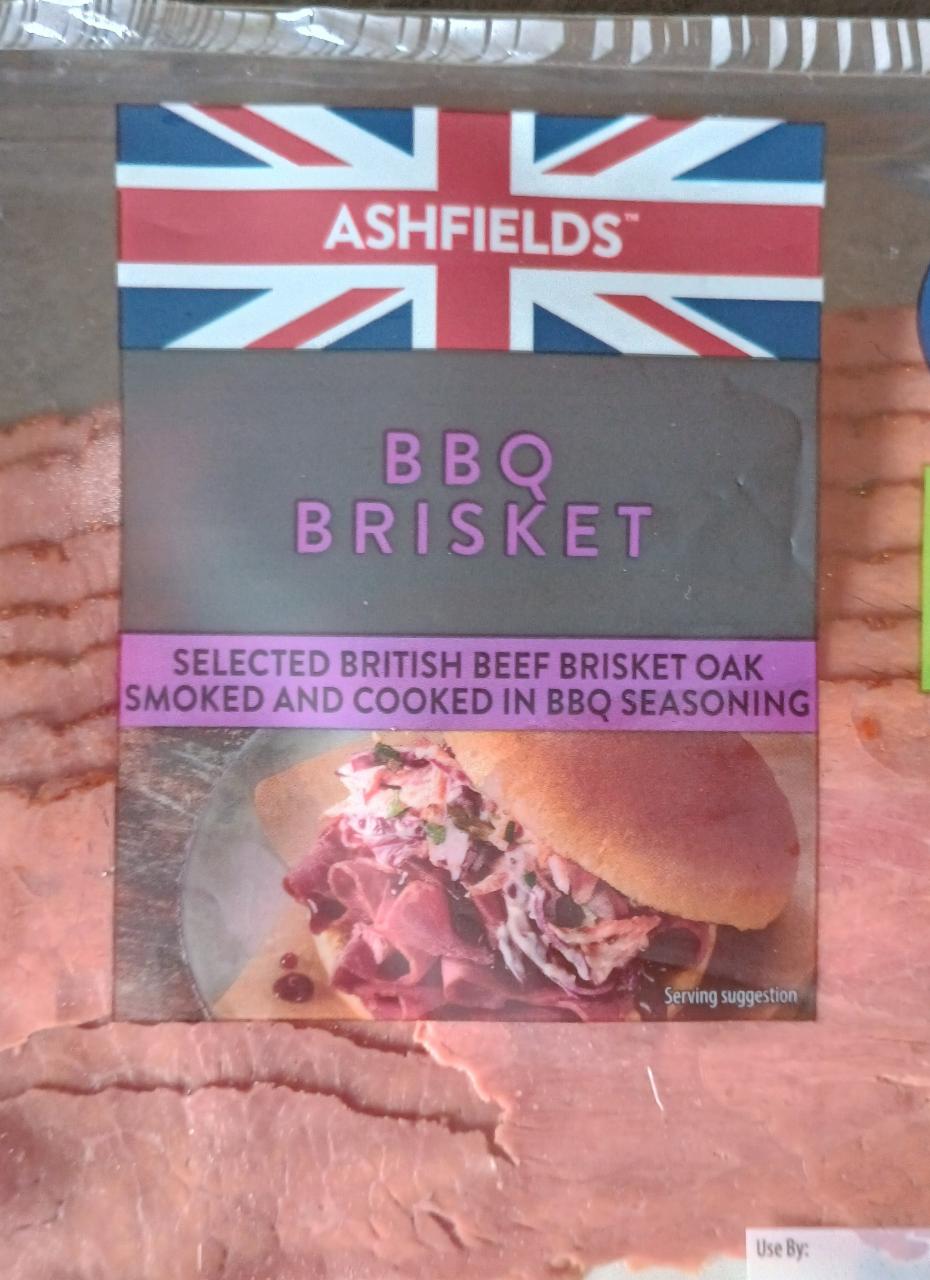 ASHFIELDS™
BBQ
BRISKET
SELECTED BRITISH BEEF BRISKET OAK
SMOKED AND COOKED IN BBQ SEASONING
Serving suggestion
Use By: